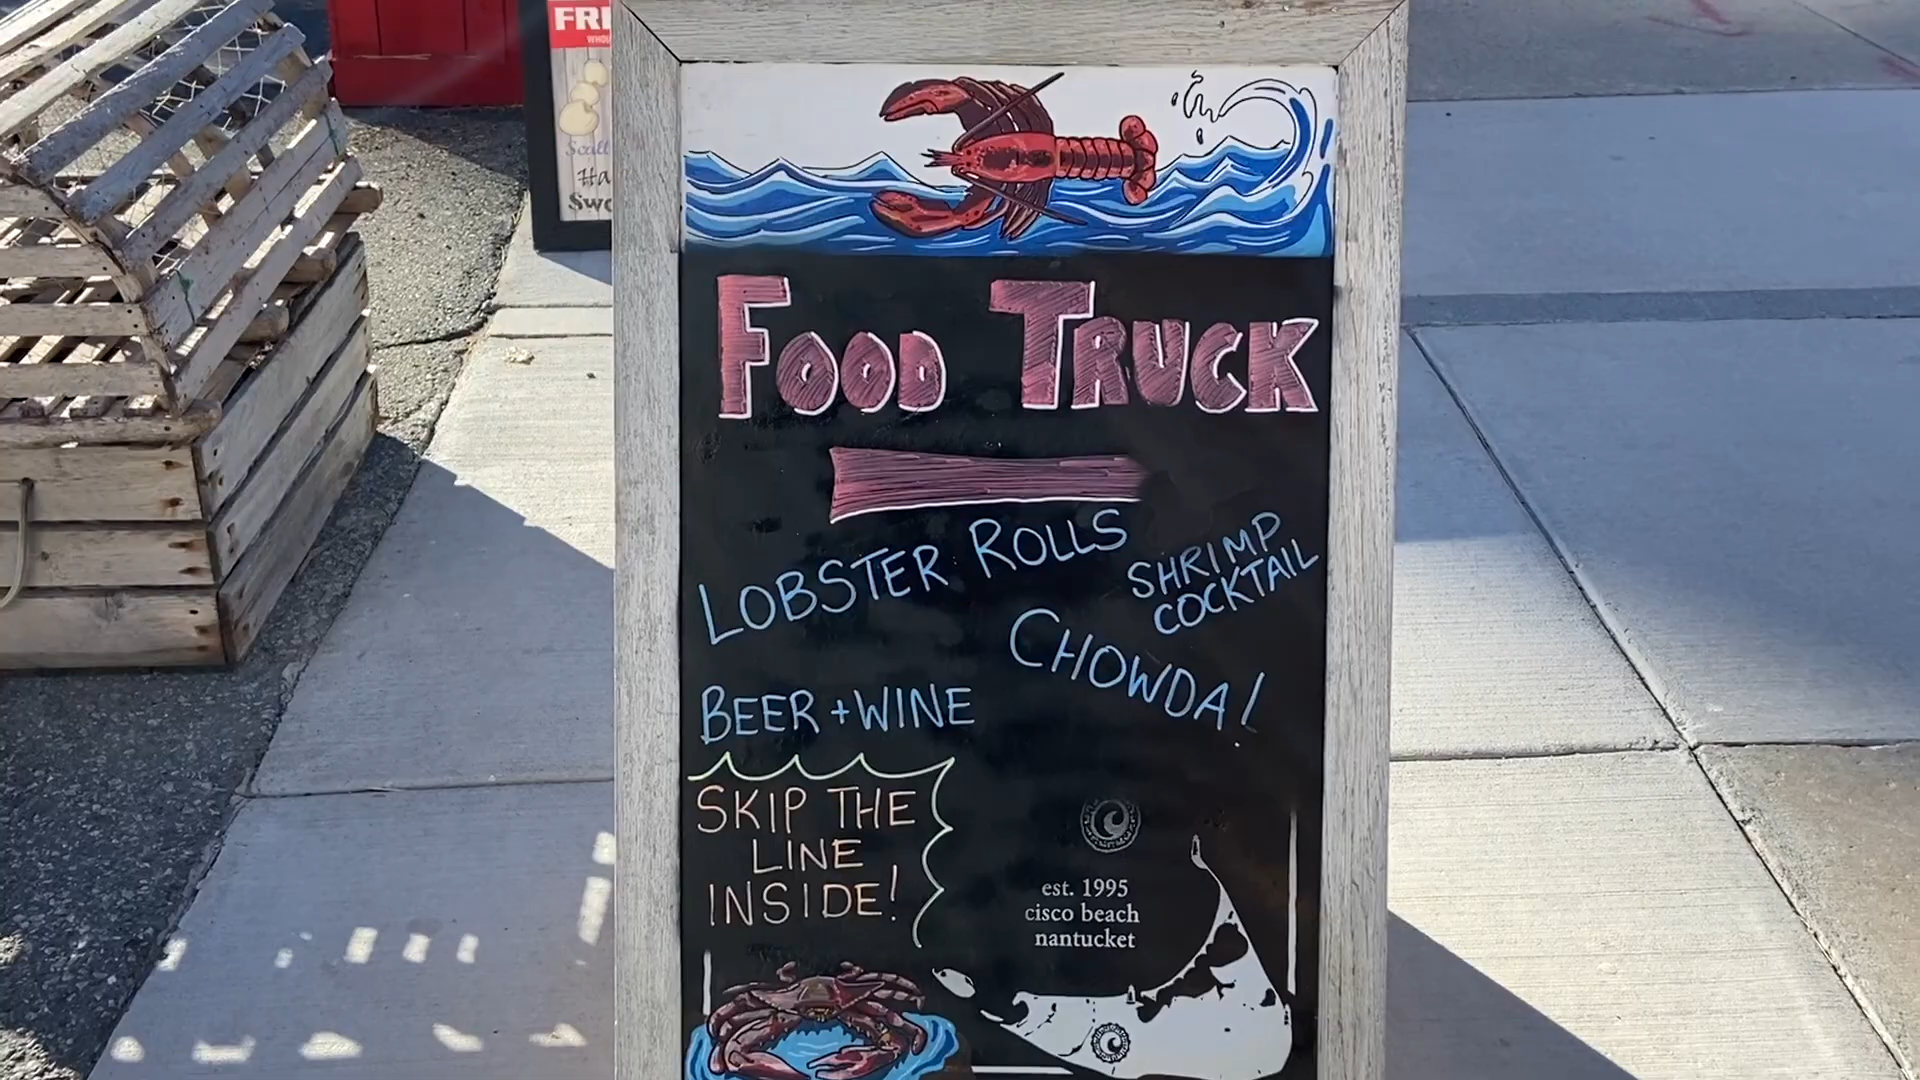 FOOD TRUCK
LOBSTER ROLLS
SHRIMP
COCKTAIL
CHOWDA!
BEER + WINE
SKIP THE
LINE
INSIDE!
est. 1995
cisco beach
nantucket